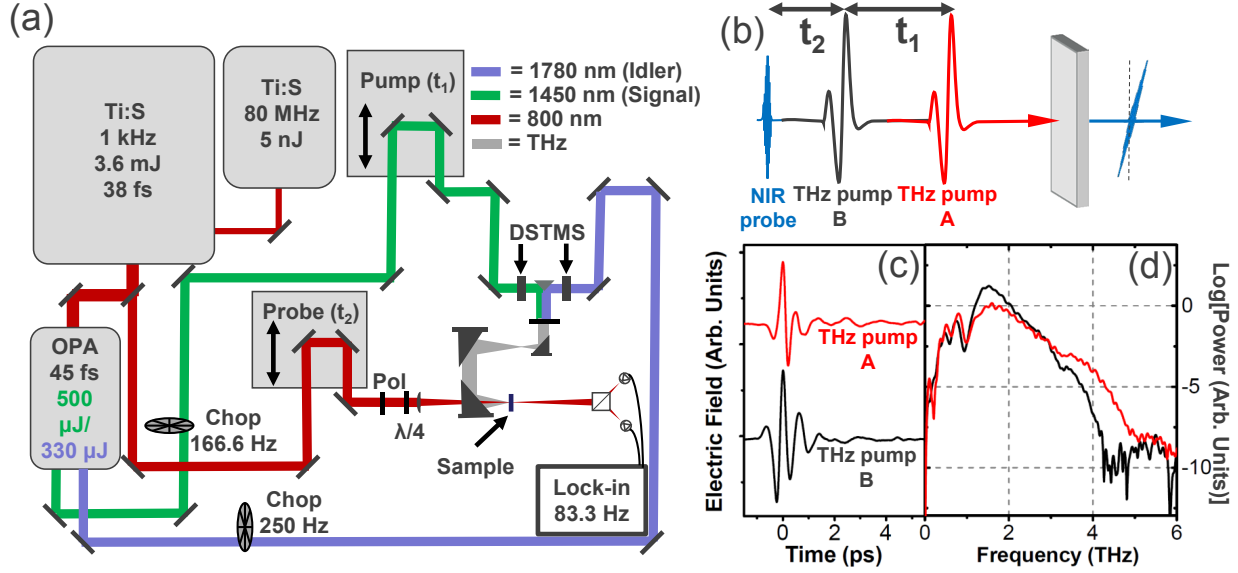 (a)
Ti:S
1 kHz
3.6 mJ
38 fs
Ti:S
80 MHz
5 nJ
Pump (t₁)
= 1780 nm (Idler)
= 1450 nm (Signal)
= 800 nm
= THz
DSTMS
Probe (t₂)
OPA
45 fs
500
µJ/
330 µJ
Chop
166.6 Hz
Pol
λ/4
Sample
Chop
250 Hz
Lock-in
83.3 Hz
(b)
t₂
t₁
NIR
probe
THz pump
B
THz pump
A
(c)
Electric Field (Arb. Units)
THz pump
A
THz pump
B
0
5
Time (ps)
(d)
Log[Power (Arb. Units)]
0
-5
-10
0
2
4
6
Frequency (THz)